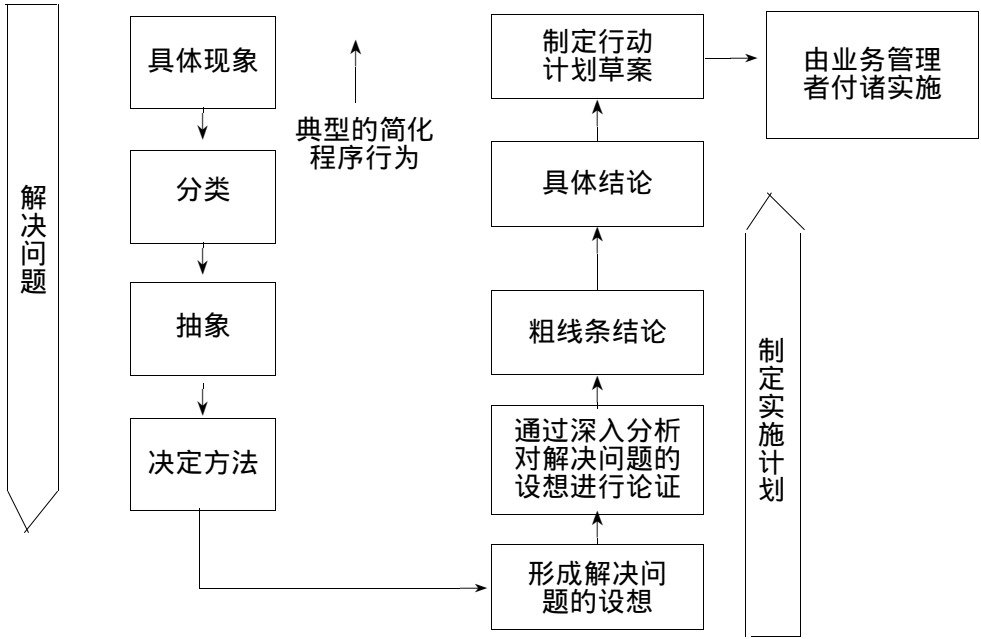 解决问题
具体现象
分类
抽象
决定方法
典型的简化
程序行为
制定行动
计划草案
具体结论
粗线条结论
通过深入分析
对解决问题的
设想进行论证
形成解决问
题的设想
由业务管理
者付诸实施
制定实施计划